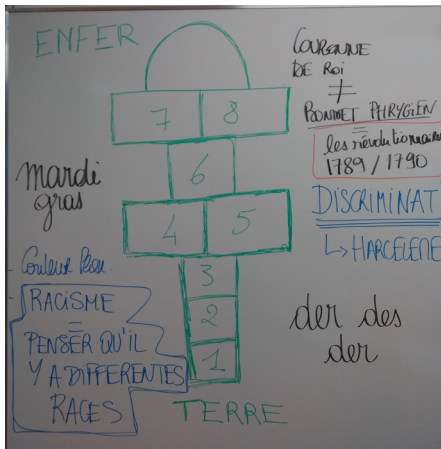 ENFER
COURONNE
DE ROI
≠
BONNET PHRYGIEN
=
les révolutionnaires
1789 / 1790
DISCRIMINAT
↳ HARCELEME
7 8
6
4 5
3
2
1
TERRE
mardi
gras
- Couleur Peau.
RACISME
=
PENSER QU'IL
Y A DIFFERENTES
RACES
der des
der